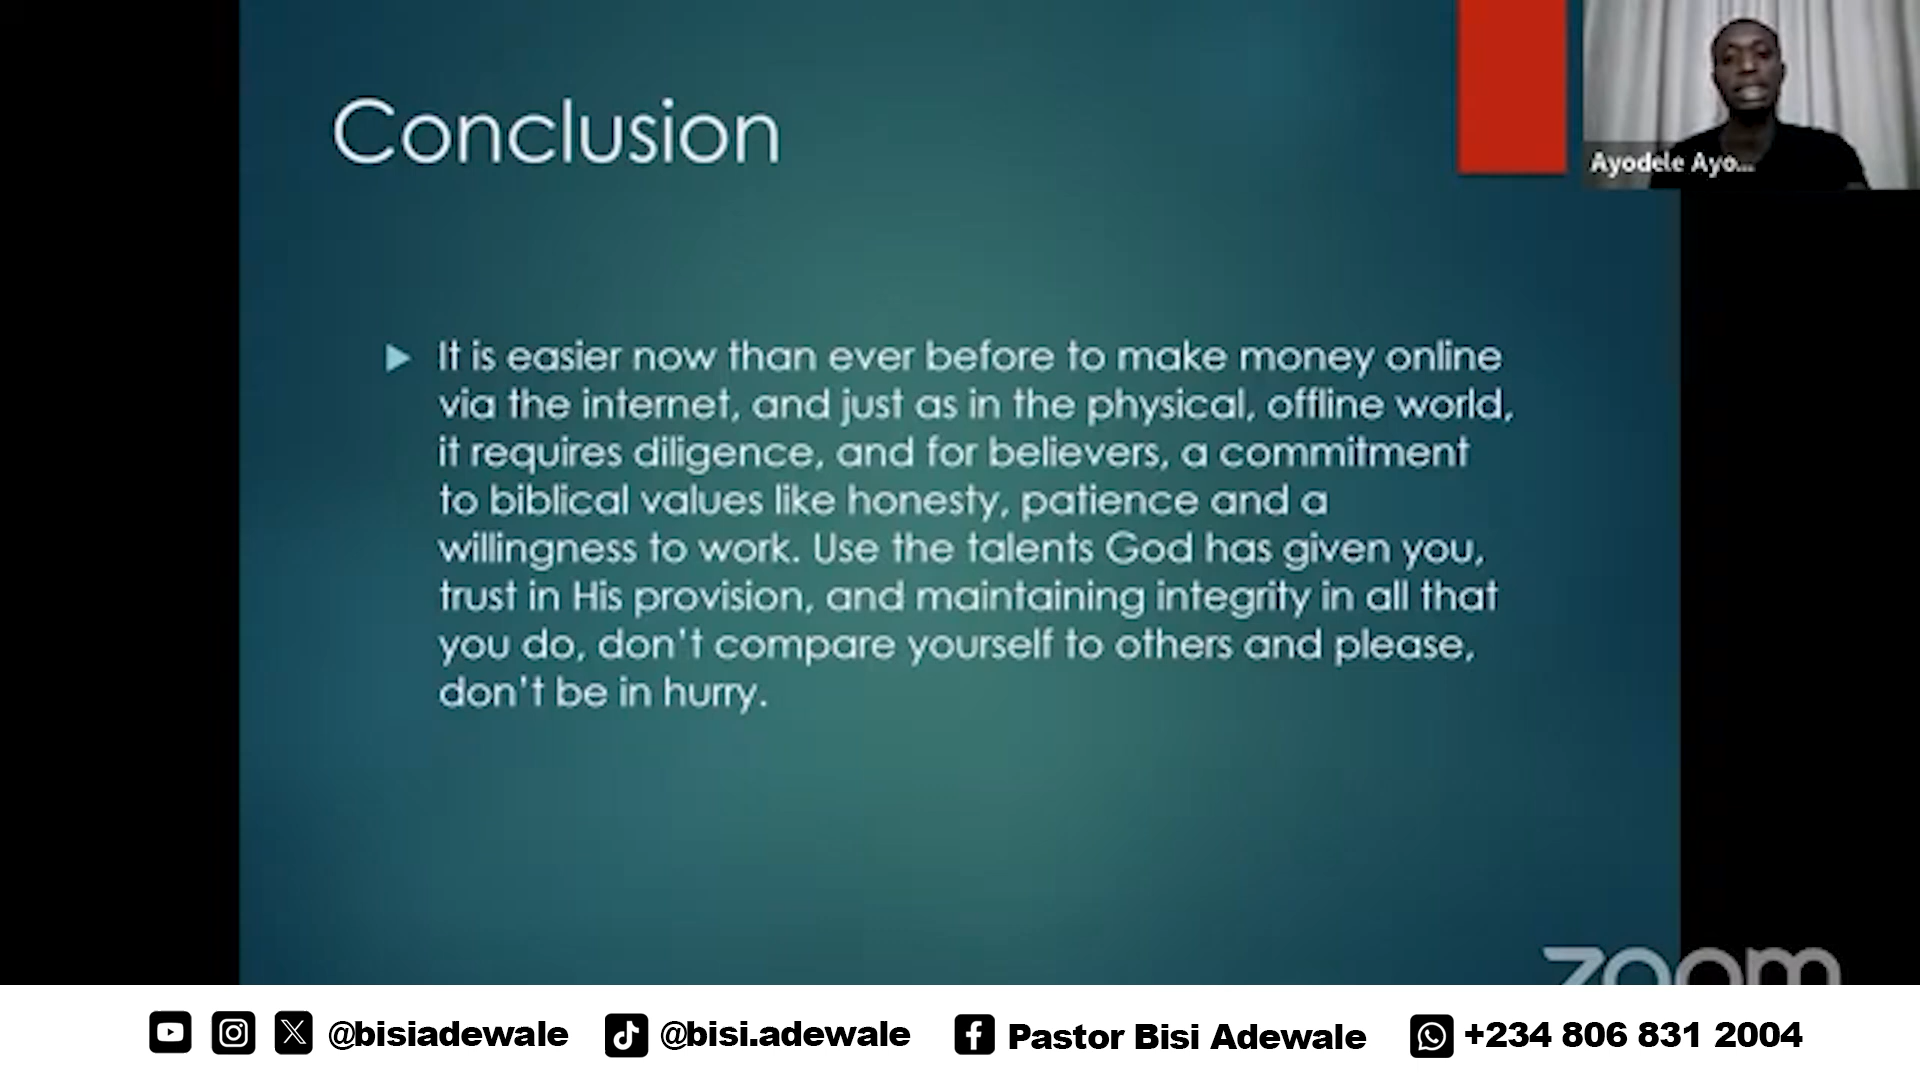 Conclusion
Ayodele Ayo...
It is easier now than ever before to make money online
via the internet, and just as in the physical, offline world,
it requires diligence, and for believers, a commitment
to biblical values like honesty, patience and a
willingness to work. Use the talents God has given you,
trust in His provision, and maintaining integrity in all that
you do, don't compare yourself to others and please,
don't be in hurry.
zoom
@bisiadewale @bisi.adewale Pastor Bisi Adewale +234 806 831 2004